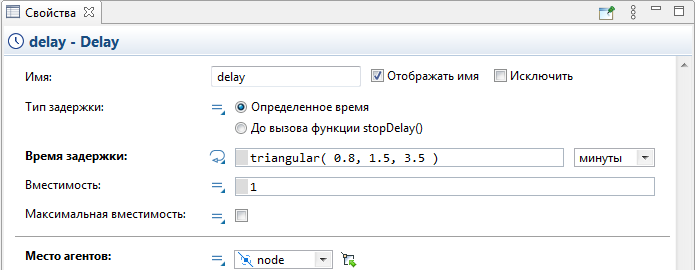 Свойства
delay - Delay
Имя: delay Отображать имя Исключить
Тип задержки: Определенное время
До вызова функции stopDelay()
Время задержки: triangular( 0.8, 1.5, 3.5 ) минуты
Вместимость: 1
Максимальная вместимость:
Место агентов: node